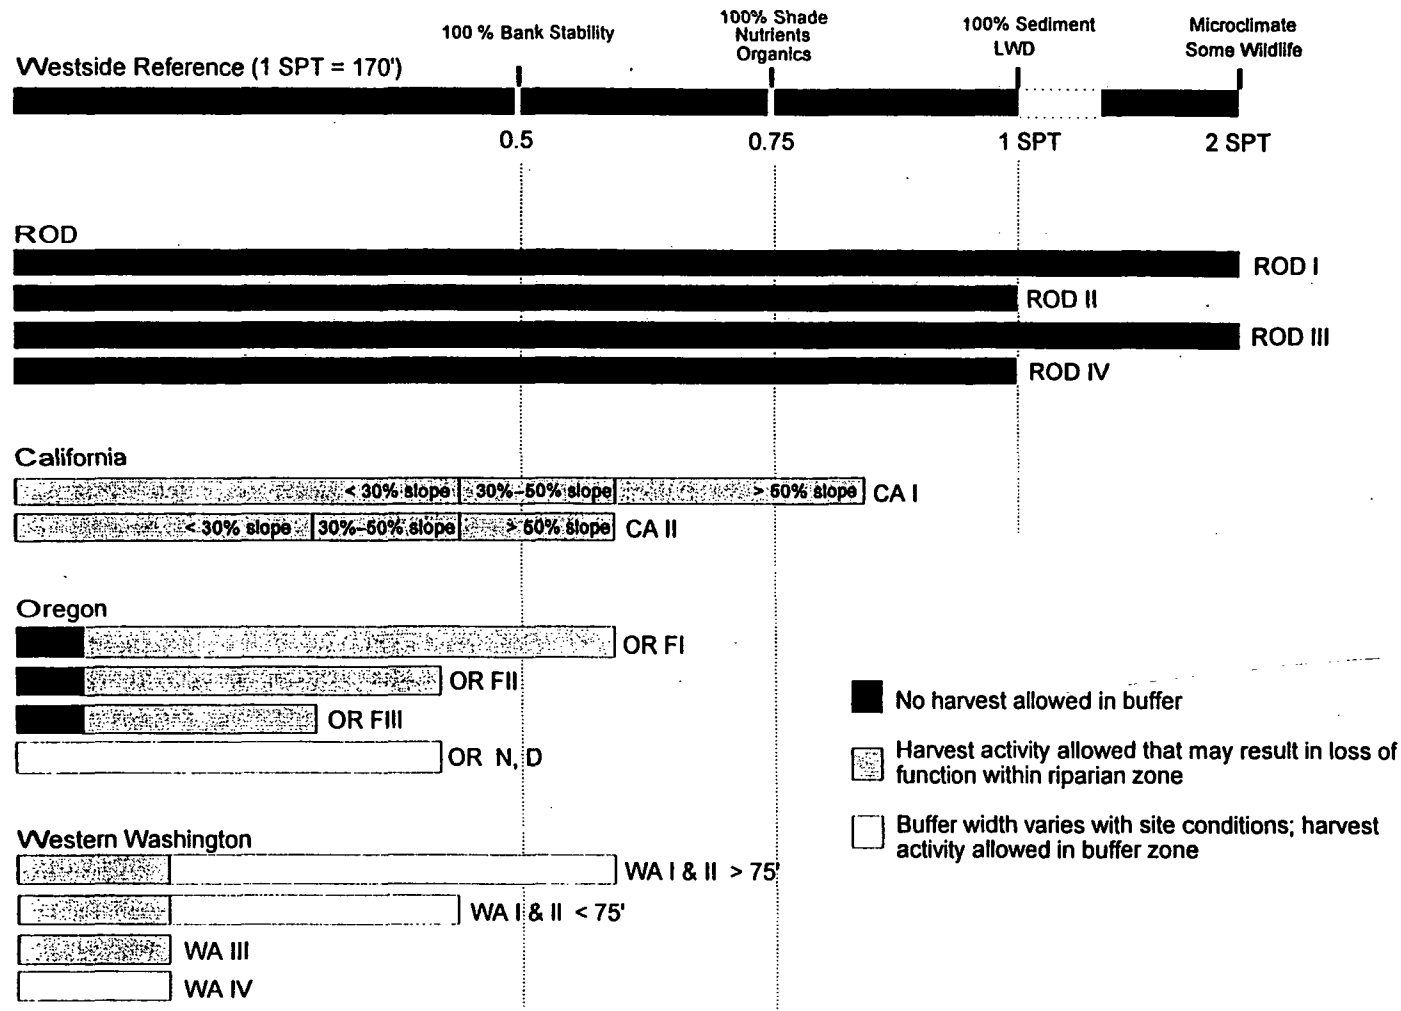 100 % Bank Stability
100% Shade
Nutrients
Organics
100% Sediment
LWD
Microclimate
Some Wildlife
Westside Reference (1 SPT = 170')
0.5
0.75
1 SPT
2 SPT
ROD
ROD I
ROD II
ROD III
ROD IV
California
< 30% slope 30%–50% slope > 50% slope CA I
< 30% slope 30%–50% slope > 50% slope CA II
Oregon
OR FI
OR FII
OR FIII
OR N, D
No harvest allowed in buffer
Harvest activity allowed that may result in loss of
function within riparian zone
Buffer width varies with site conditions; harvest
activity allowed in buffer zone
Western Washington
WA I & II > 75'
WA I & II < 75'
WA III
WA IV